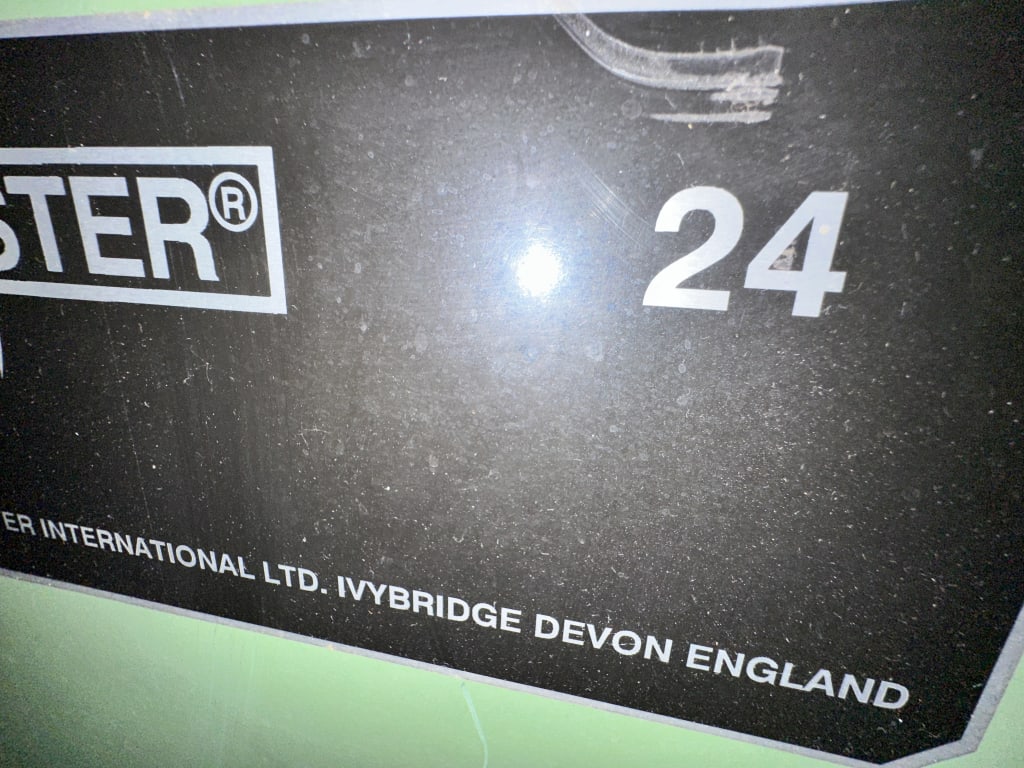 STER®
24
ER INTERNATIONAL LTD. IVYBRIDGE DEVON ENGLAND